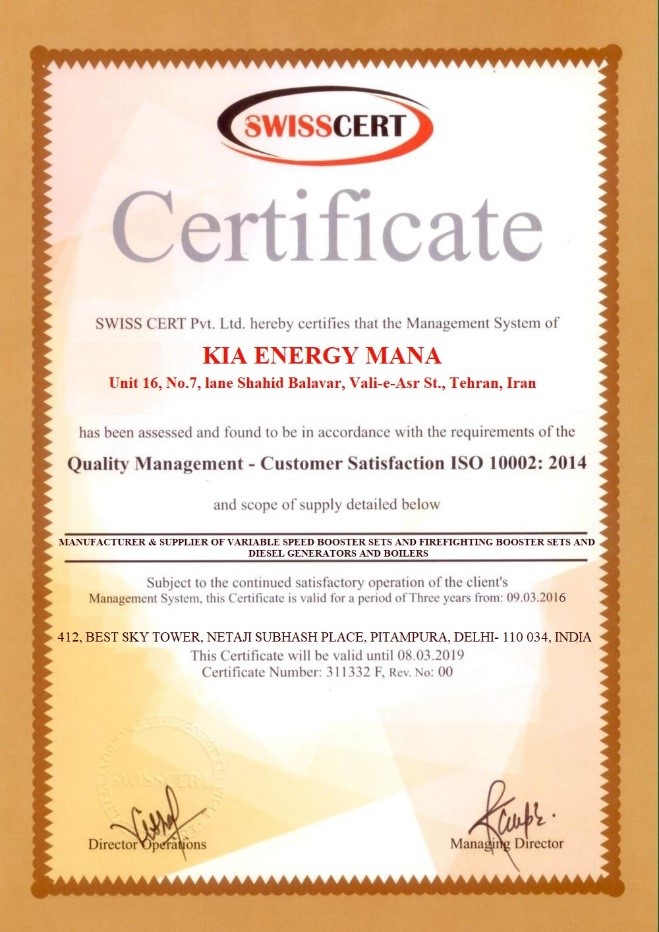 SWISSCERT
Certificate
SWISS CERT Pvt. Ltd. hereby certifies that the Management System of
KIA ENERGY MANA
Unit 16, No.7, lane Shahid Balavar, Vali-e-Asr St., Tehran, Iran
has been assessed and found to be in accordance with the requirements of the
Quality Management - Customer Satisfaction ISO 10002: 2014
and scope of supply detailed below
MANUFACTURER & SUPPLIER OF VARIABLE SPEED BOOSTER SETS AND FIREFIGHTING BOOSTER SETS AND
DIESEL GENERATORS AND BOILERS
Subject to the continued satisfactory operation of the client's
Management System, this Certificate is valid for a period of Three years from: 09.03.2016
412, BEST SKY TOWER, NETAJI SUBHASH PLACE, PITAMPURA, DELHI- 110 034, INDIA
This Certificate will be valid until 08.03.2019
Certificate Number: 311332 F, Rev. No: 00
SWISSCERT
Director Operations
Managing Director